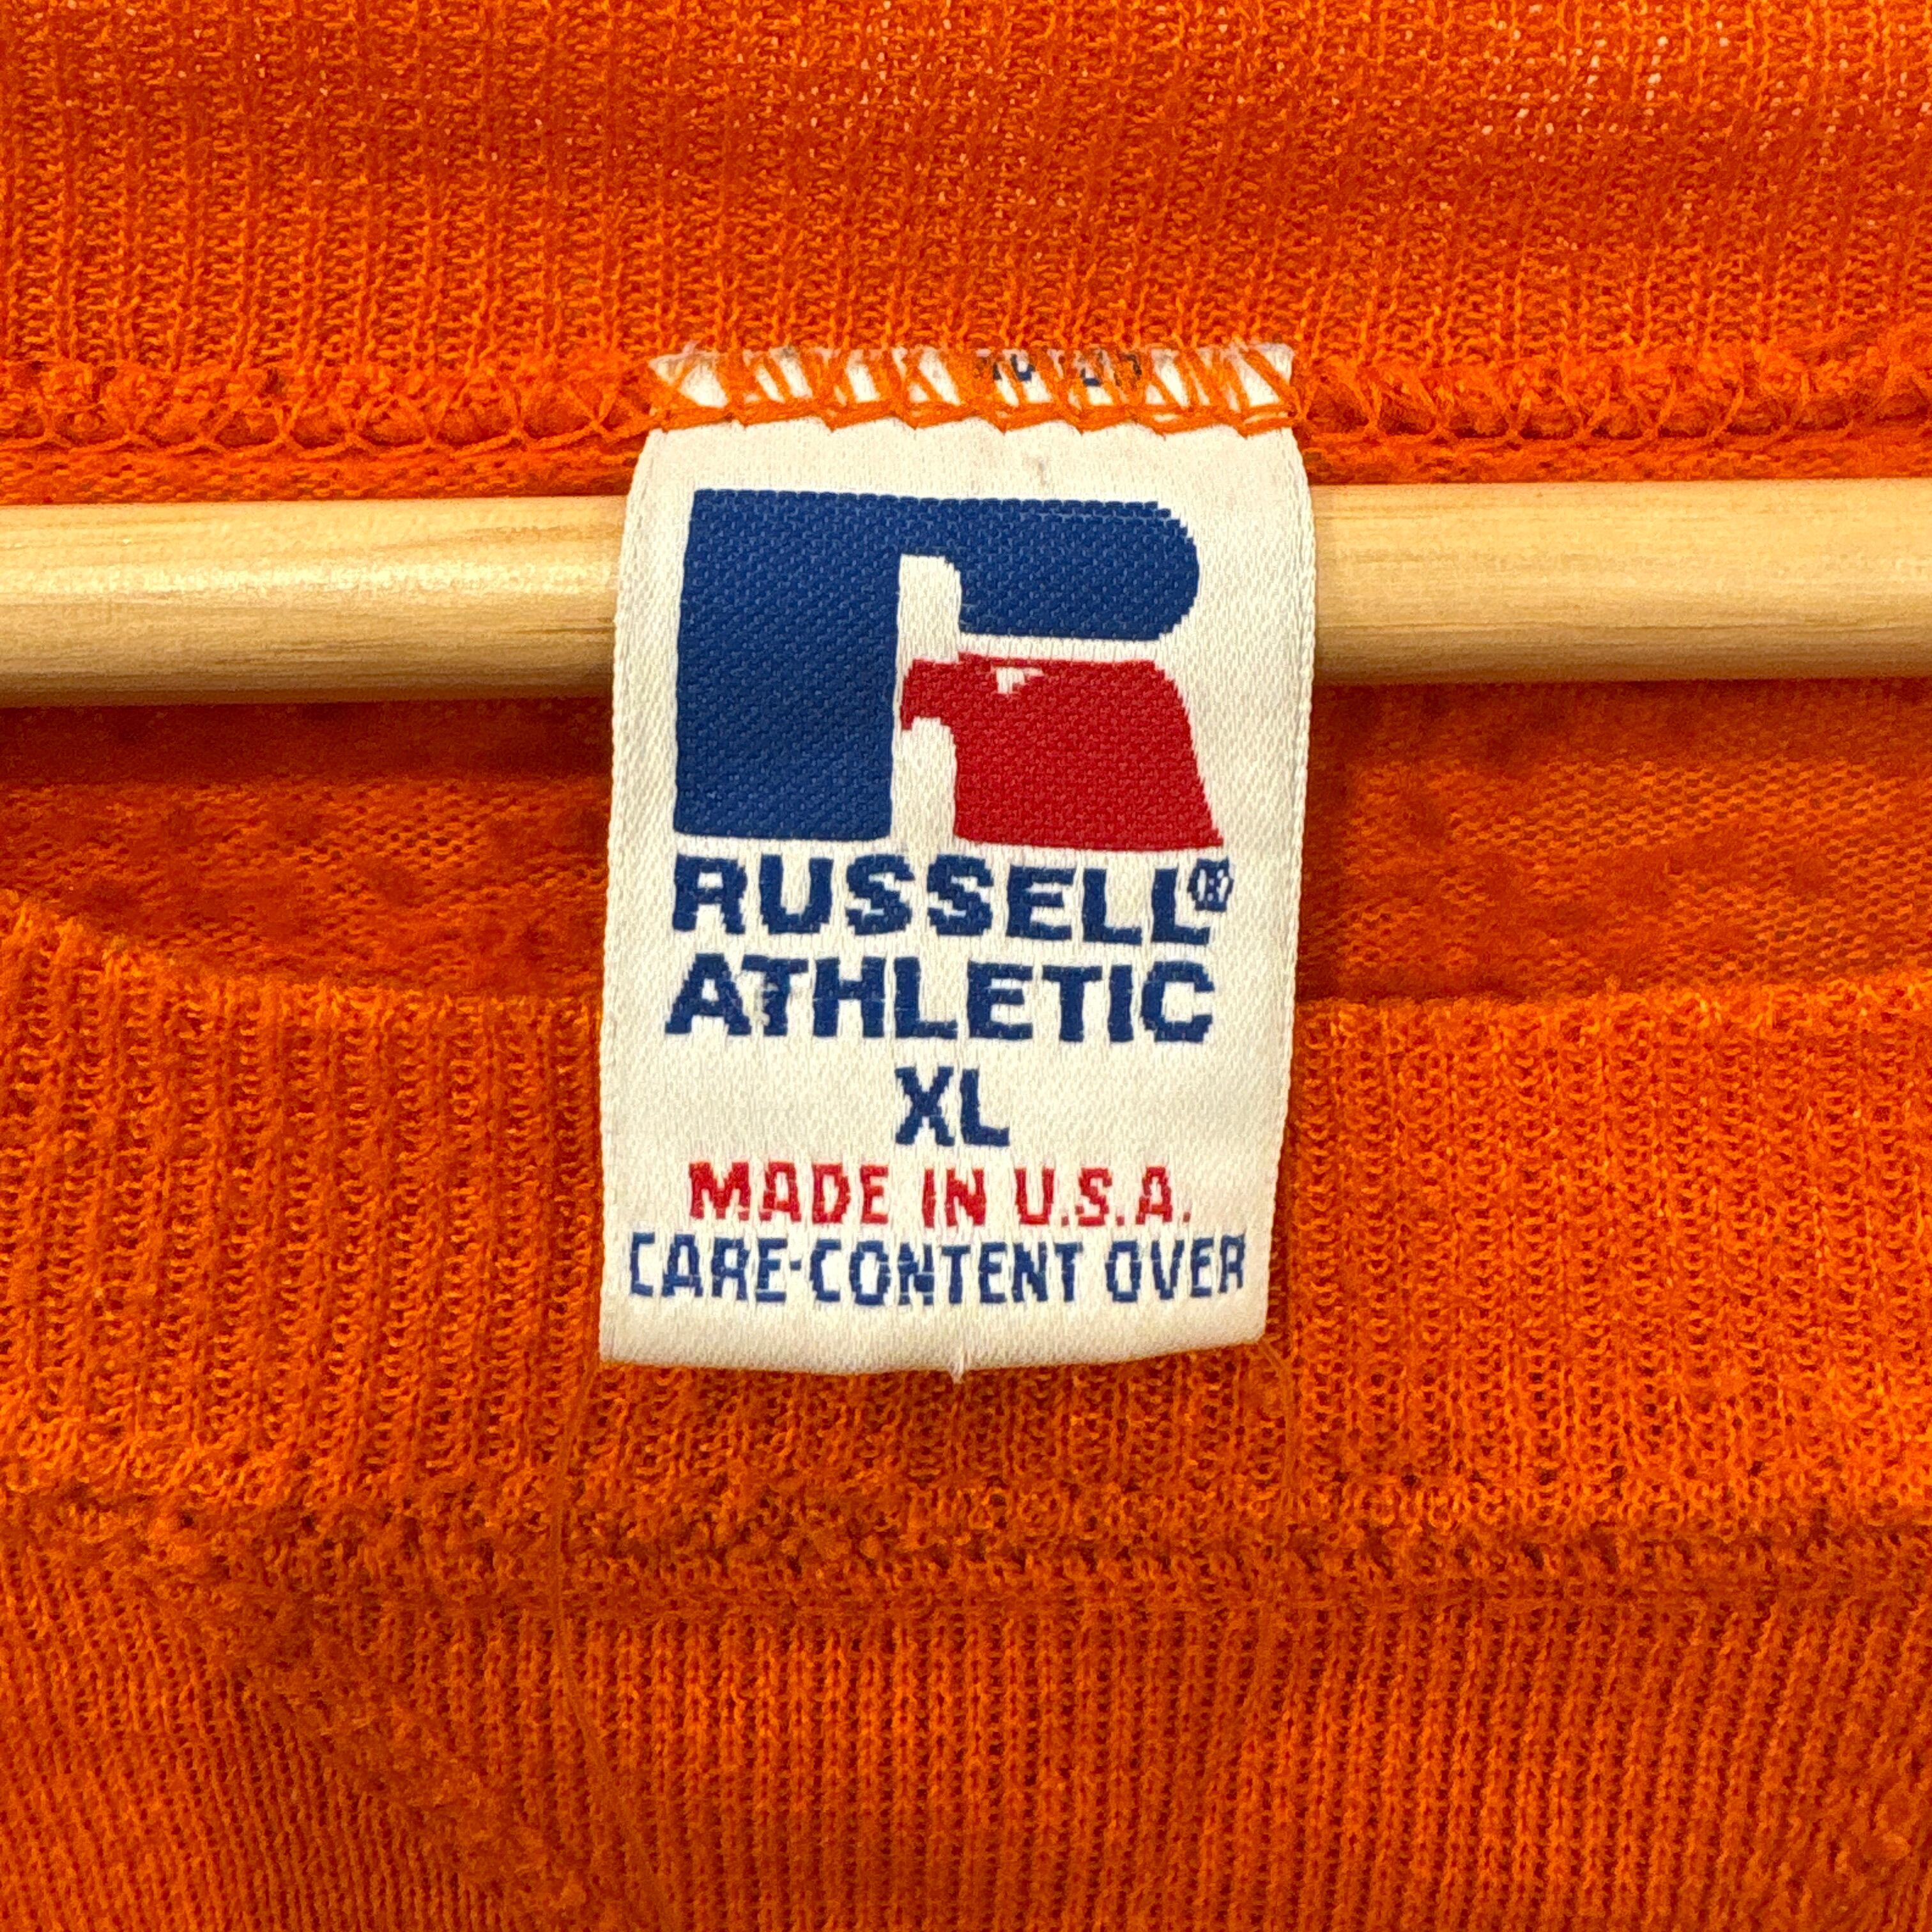 RUSSELL®
ATHLETIC
XL
MADE IN U.S.A.
CARE-CONTENT OVER